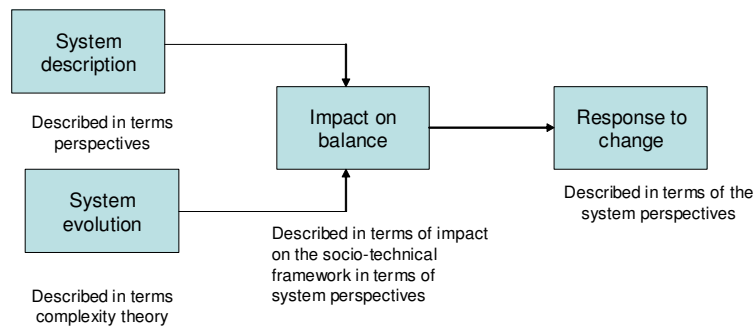 System
description
Described in terms
perspectives
System
evolution
Described in terms
complexity theory
Impact on
balance
Described in terms of impact
on the socio-technical
framework in terms of
system perspectives
Response to
change
Described in terms of the
system perspectives